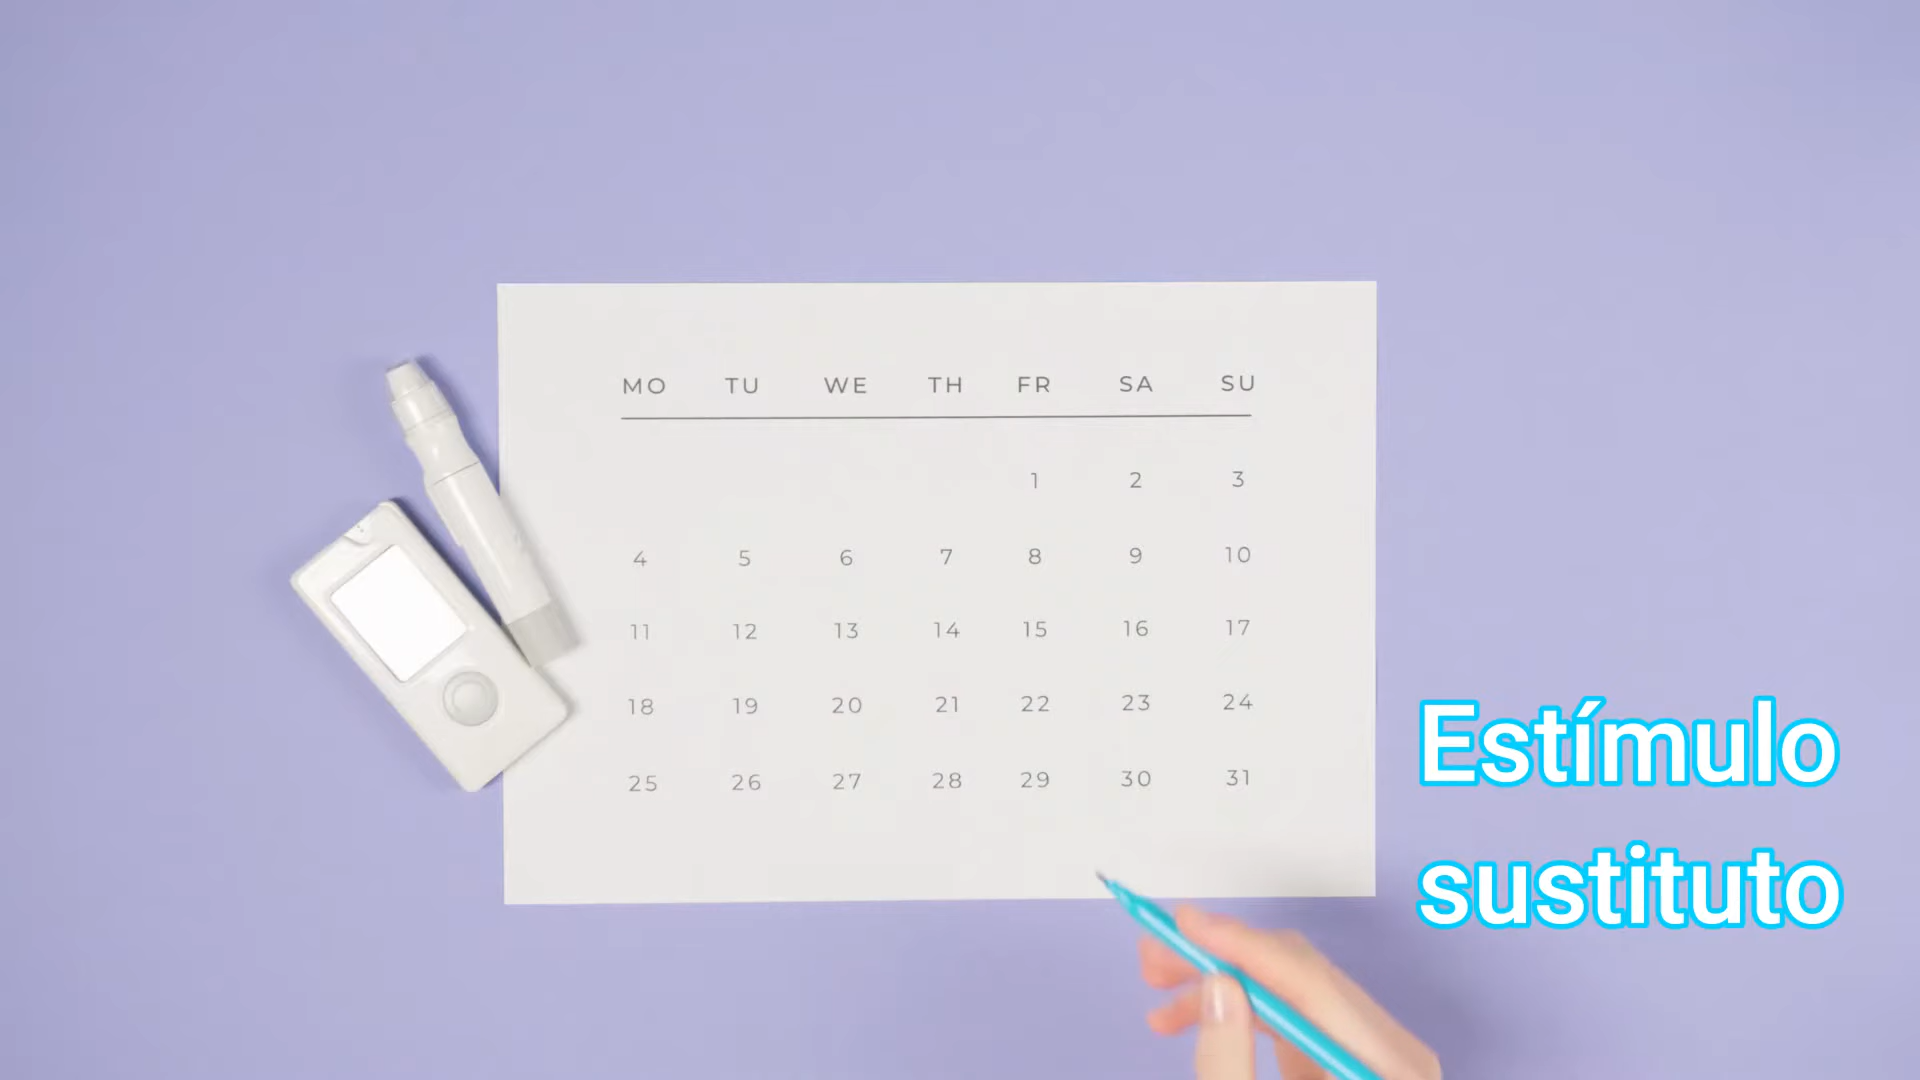 MO TU WE TH FR SA SU
1 2 3
4 5 6 7 8 9 10
11 12 13 14 15 16 17
18 19 20 21 22 23 24
25 26 27 28 29 30 31
Estímulo
sustituto